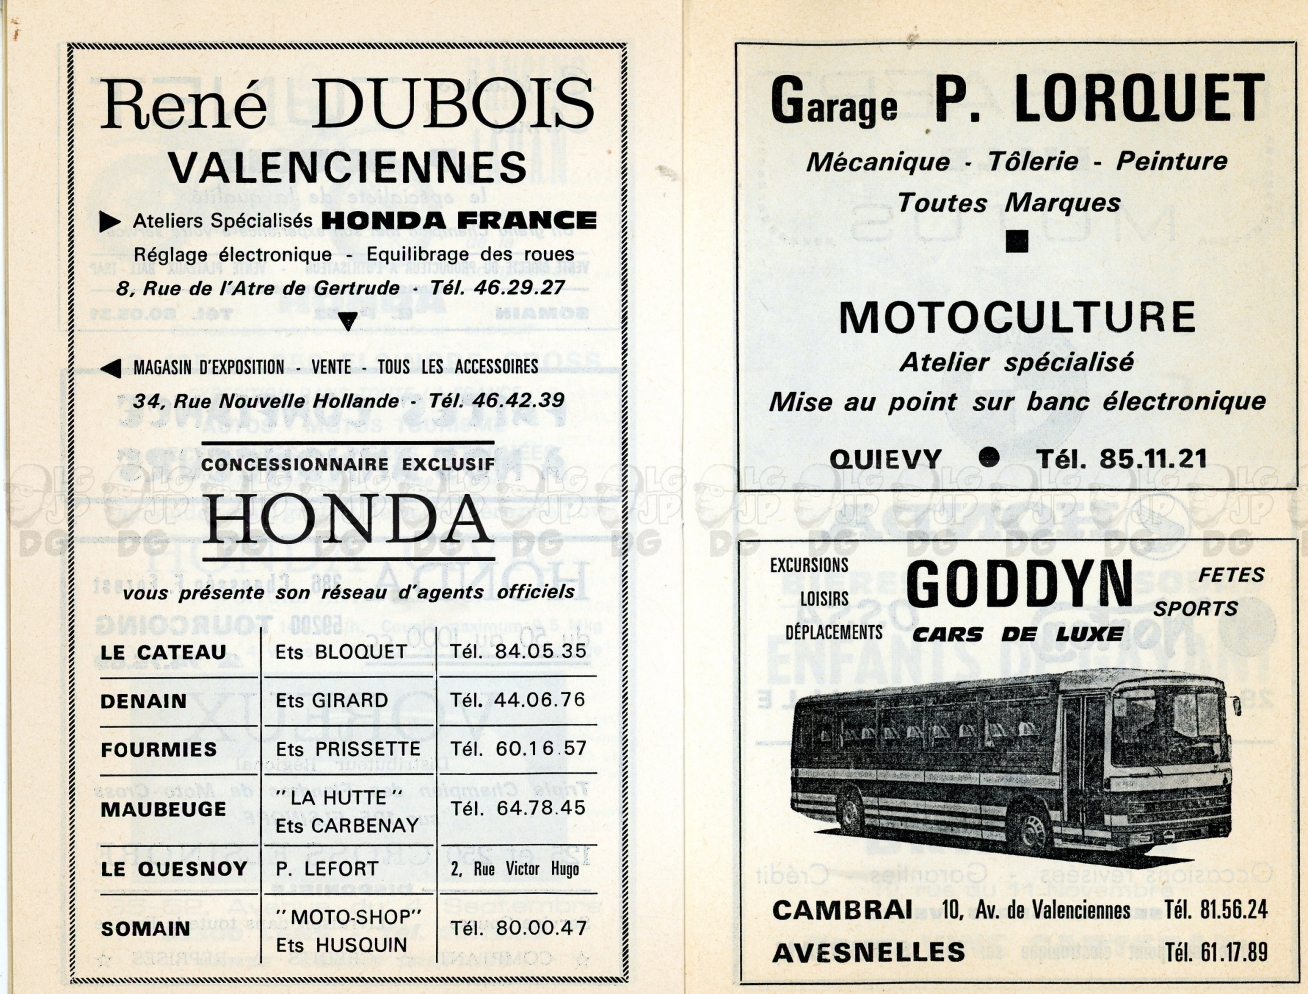 René DUBOIS
VALENCIENNES
Ateliers Spécialisés HONDA FRANCE
Réglage électronique - Equilibrage des roues
8, Rue de l'Atre de Gertrude - Tél. 46.29.27
MAGASIN D'EXPOSITION - VENTE - TOUS LES ACCESSOIRES
34, Rue Nouvelle Hollande - Tél. 46.42.39
CONCESSIONNAIRE EXCLUSIF
HONDA
vous présente son réseau d'agents officiels
LE CATEAU Ets BLOQUET Tél. 84.05.35
DENAIN Ets GIRARD Tél. 44.06.76
FOURMIES Ets PRISSETTE Tél. 60.16.57
MAUBEUGE "LA HUTTE" Ets CARBENAY Tél. 64.78.45
LE QUESNOY P. LEFORT 2, Rue Victor Hugo
SOMAIN "MOTO-SHOP" Ets HUSQUIN Tél. 80.00.47
Garage P. LORQUET
Mécanique - Tôlerie - Peinture
Toutes Marques
MOTOCULTURE
Atelier spécialisé
Mise au point sur banc électronique
QUIEVY ● Tél. 85.11.21
EXCURSIONS
LOISIRS
DÉPLACEMENTS
GODDYN
CARS DE LUXE
FETES
SPORTS
CAMBRAI 10, Av. de Valenciennes Tél. 81.56.24
AVESNELLES Tél. 61.17.89
LG JP DG